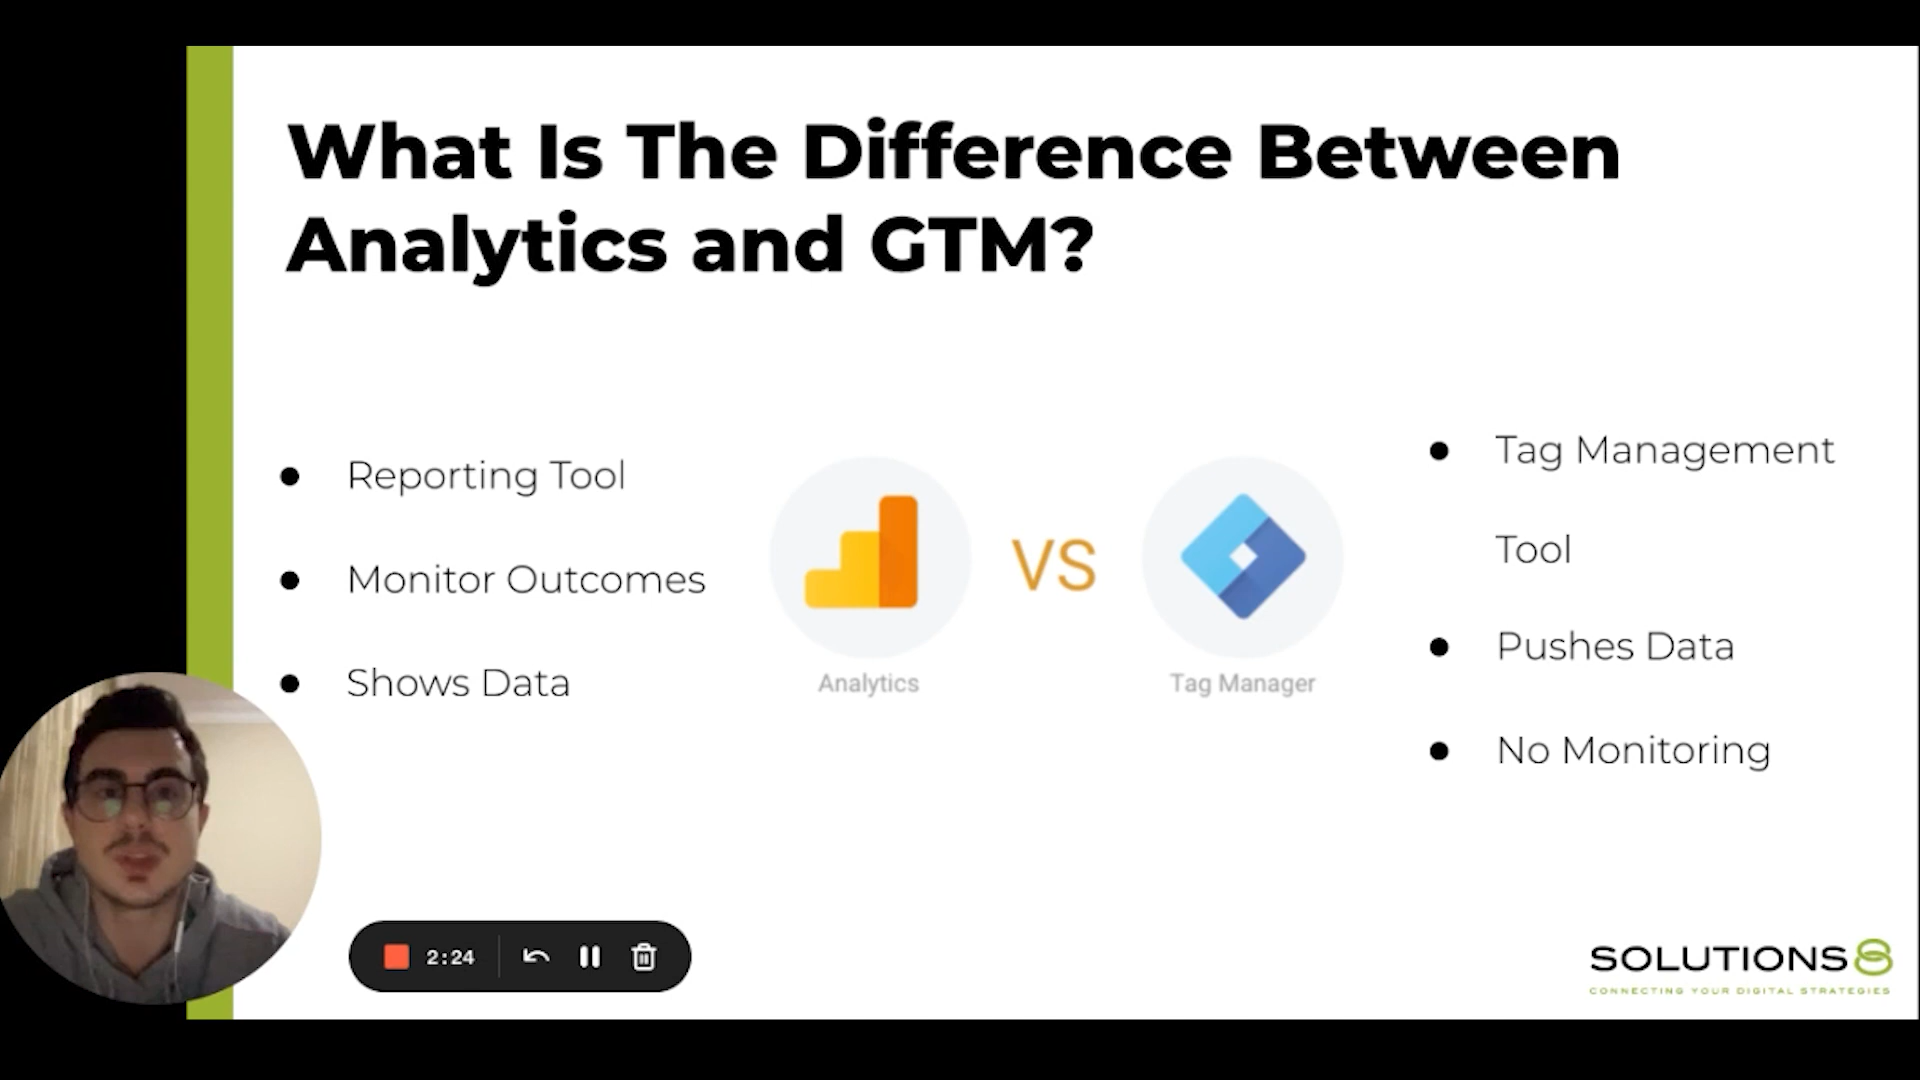 What Is The Difference Between
Analytics and GTM?
● Reporting Tool
● Monitor Outcomes
● Shows Data
VS
Analytics
Tag Manager
● Tag Management
Tool
● Pushes Data
● No Monitoring
2:24
SOLUTIONS 8
CONNECTING YOUR DIGITAL STRATEGIES